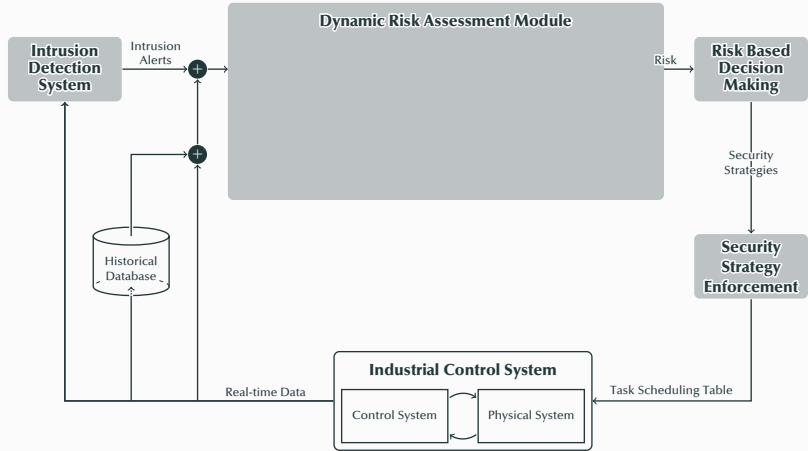 Dynamic Risk Assessment Module
Intrusion
Detection
System
Intrusion
Alerts
+
Risk
Risk Based
Decision
Making
+
Security
Strategies
Historical
Database
Security
Strategy
Enforcement
Industrial Control System
Real-time Data
Task Scheduling Table
Control System
Physical System